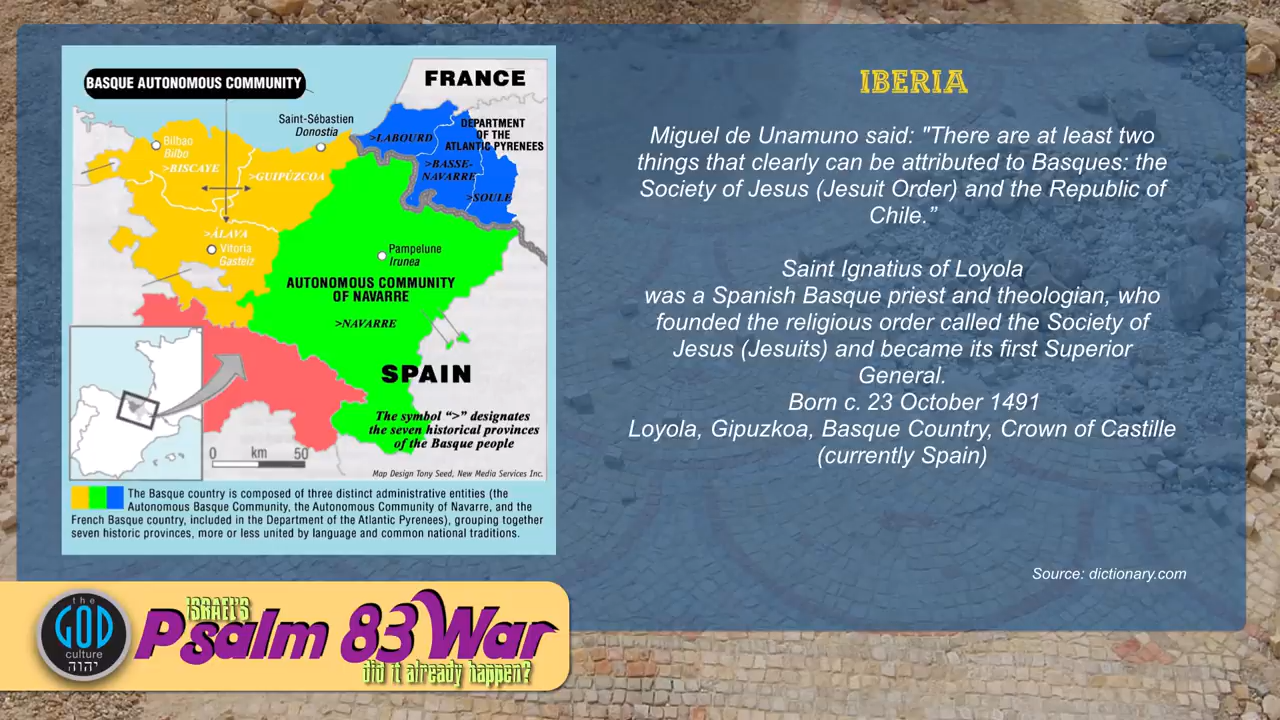 BASQUE AUTONOMOUS COMMUNITY
FRANCE
Saint-Sébastien
Donostia
DEPARTMENT
OF THE
ATLANTIC PYRENEES
>LABOURD
>BASSE-
NAVARRE
>SOULE
Bilbao
Bilbo
>BISCAYE
>GUIPÚZCOA
>ÁLAVA
Vitoria
Gasteiz
Pampelune
Irunea
AUTONOMOUS COMMUNITY
OF NAVARRE
>NAVARRE
SPAIN
The symbol “>” designates
the seven historical provinces
of the Basque people
0 km 50
Map Design Tony Seed, New Media Services Inc.
The Basque country is composed of three distinct administrative entities (the
Autonomous Basque Community, the Autonomous Community of Navarre, and the
French Basque country, included in the Department of the Atlantic Pyrenees), grouping together
seven historic provinces, more or less united by language and common national traditions.
IBERIA
Miguel de Unamuno said: "There are at least two
things that clearly can be attributed to Basques: the
Society of Jesus (Jesuit Order) and the Republic of
Chile.”
Saint Ignatius of Loyola
was a Spanish Basque priest and theologian, who
founded the religious order called the Society of
Jesus (Jesuits) and became its first Superior
General.
Born c. 23 October 1491
Loyola, Gipuzkoa, Basque Country, Crown of Castille
(currently Spain)
Source: dictionary.com
the
GOD
culture
יהוה
ISRAEL'S
Psalm 83 War
did it already happen?